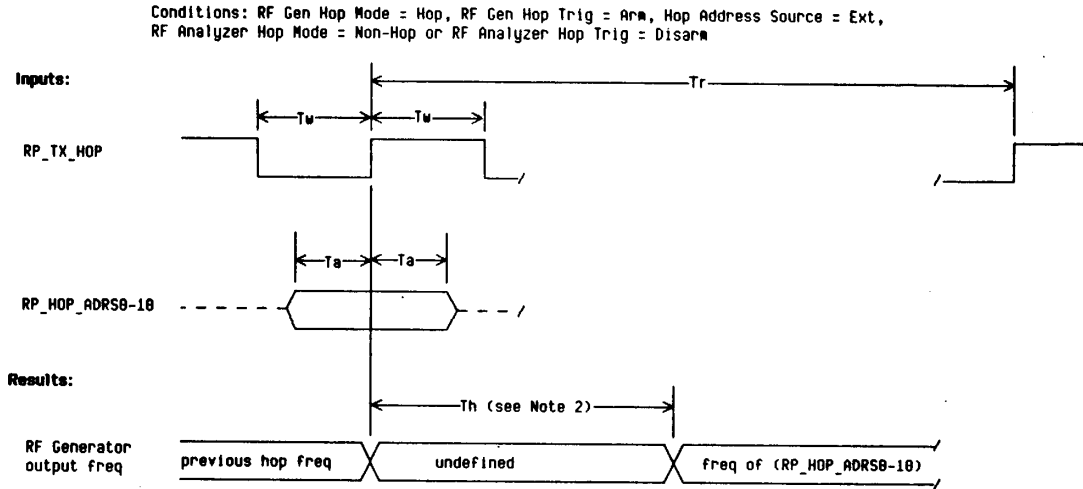 Conditions: RF Gen Hop Mode = Hop, RF Gen Hop Trig = Arm, Hop Address Source = Ext,
RF Analyzer Hop Mode = Non-Hop or RF Analyzer Hop Trig = Disarm
Inputs:
Tr
Tw Tw
RP_TX_HOP
Ta Ta
RP_HOP_ADRS0-10
Results:
Th (see Note 2)
RF Generator
output freq
previous hop freq undefined freq of (RP_HOP_ADRS0-10)